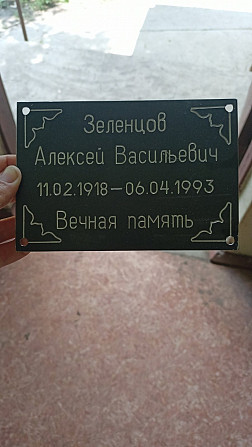 Зеленцов
Алексей Васильевич
11.02.1918—06.04.1993
Вечная память